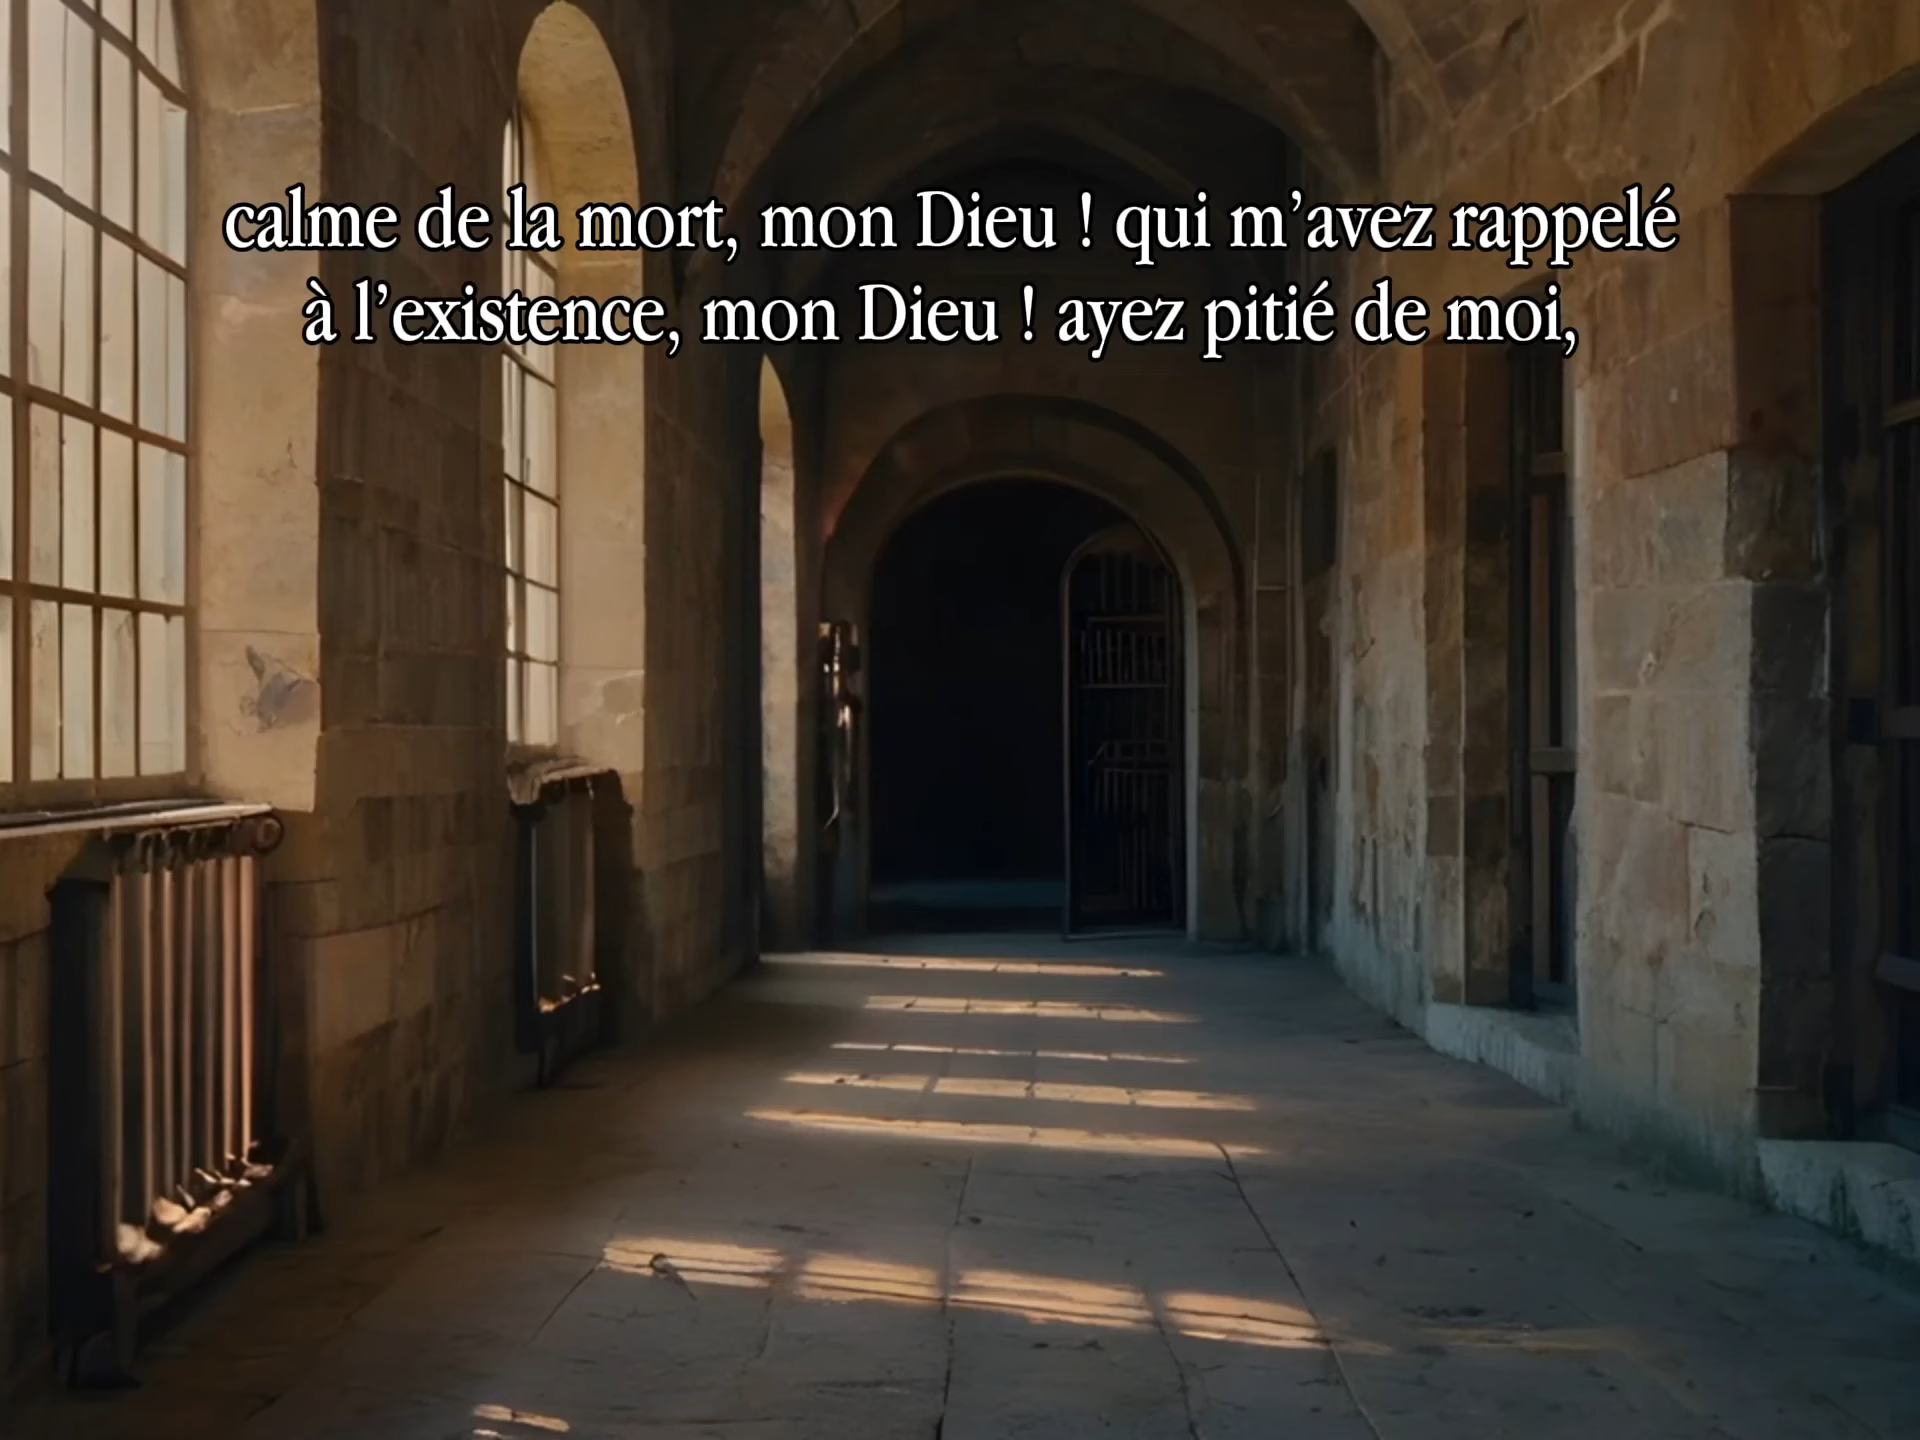 calme de la mort, mon Dieu ! qui m’avez rappelé
à l’existence, mon Dieu ! ayez pitié de moi,